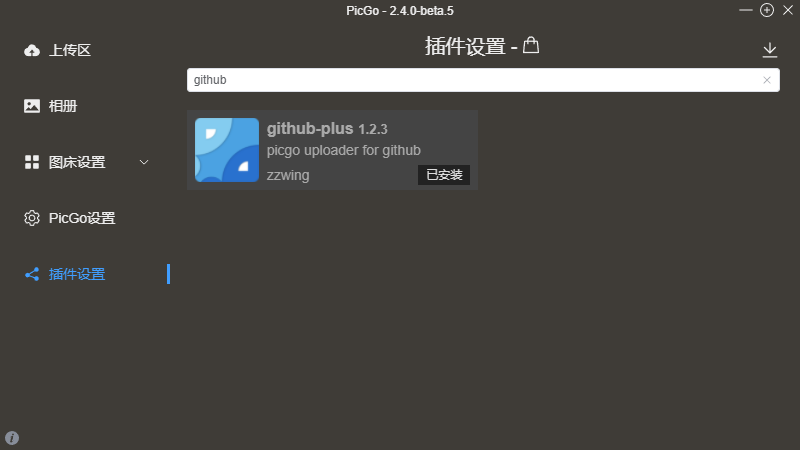 PicGo - 2.4.0-beta.5
上传区
相册
图床设置
PicGo设置
插件设置
插件设置 -
github
github-plus 1.2.3
picgo uploader for github
zzwing
已安装